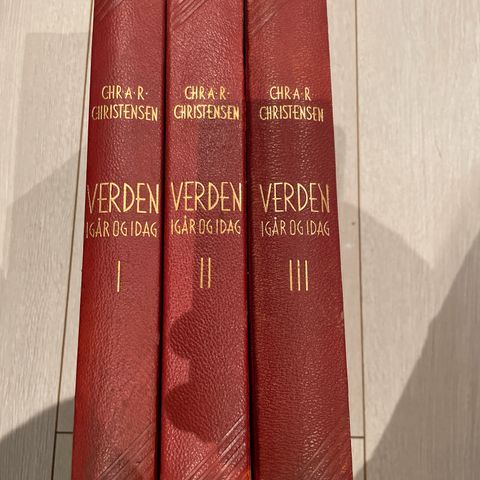 CHR·A·R·
CHRISTENSEN
VERDEN
IGÅR OG IDAG
I
CHR·A·R·
CHRISTENSEN
VERDEN
IGÅR OG IDAG
II
CHR·A·R·
CHRISTENSEN
VERDEN
IGÅR OG IDAG
III